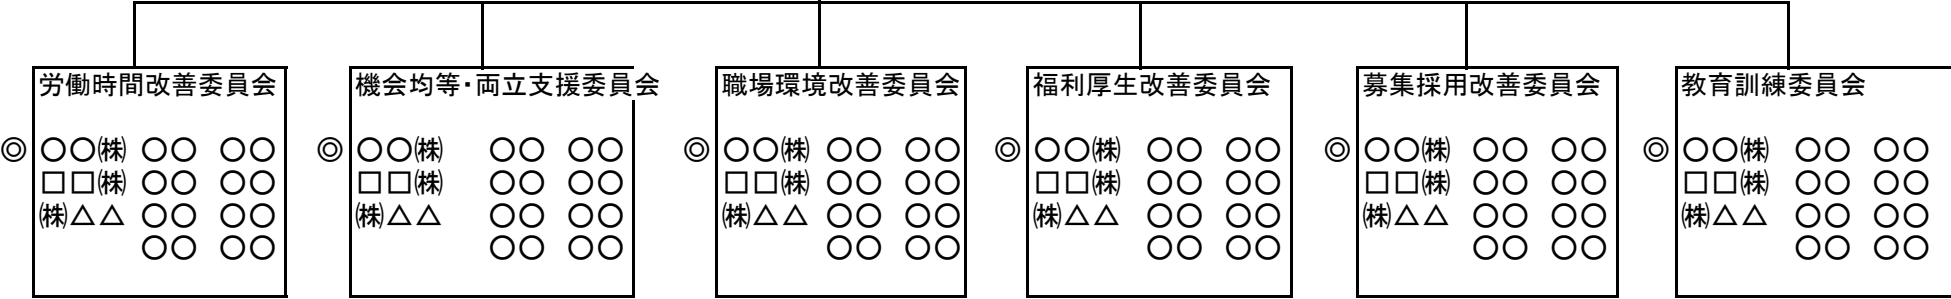 労働時間改善委員会
◎ ○○㈱ ○○ ○○
□□㈱ ○○ ○○
㈱△△ ○○ ○○
○○ ○○
機会均等・両立支援委員会
◎ ○○㈱ ○○ ○○
□□㈱ ○○ ○○
㈱△△ ○○ ○○
○○ ○○
職場環境改善委員会
◎ ○○㈱ ○○ ○○
□□㈱ ○○ ○○
㈱△△ ○○ ○○
○○ ○○
福利厚生改善委員会
◎ ○○㈱ ○○ ○○
□□㈱ ○○ ○○
㈱△△ ○○ ○○
○○ ○○
募集採用改善委員会
◎ ○○㈱ ○○ ○○
□□㈱ ○○ ○○
㈱△△ ○○ ○○
○○ ○○
教育訓練委員会
◎ ○○㈱ ○○ ○○
□□㈱ ○○ ○○
㈱△△ ○○ ○○
○○ ○○